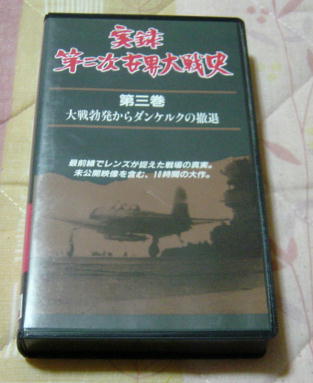 実録
第二次世界大戦史
第三巻
大戦勃発からダンケルクの撤退
最前線でレンズが捉えた戦場の真実。
未公開映像を含む、16時間の大作。